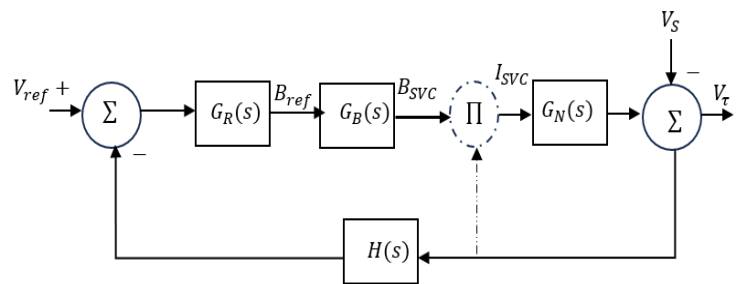 V_S
−
V_ref +
Σ
G_R(s)
B_ref
G_B(s)
B_SVC
Π
I_SVC
G_N(s)
Σ
V_τ
−
H(s)